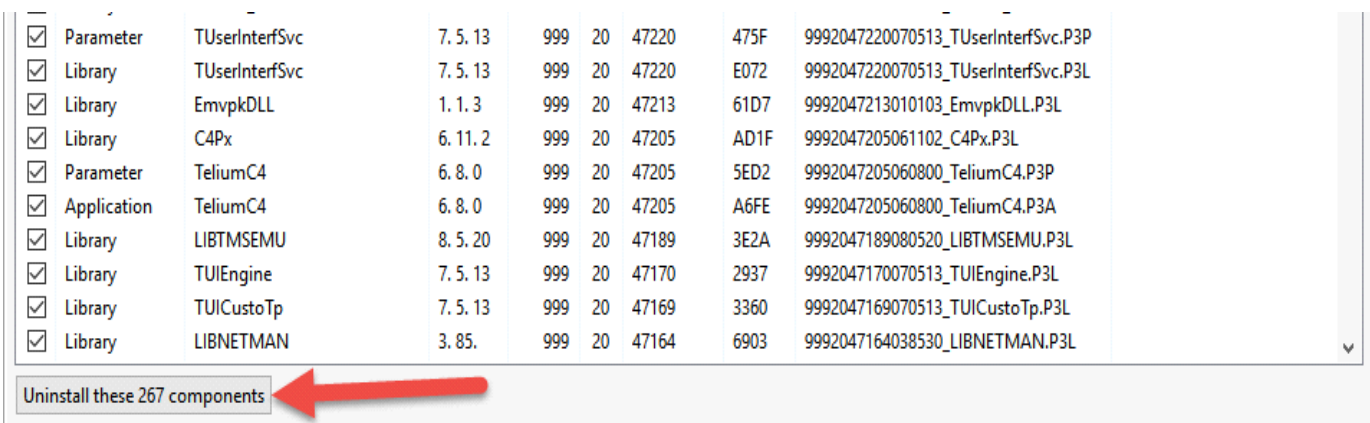 Parameter TUserInterfSvc 7. 5. 13 999 20 47220 475F 9992047220070513_TUserInterfSvc.P3P
Library TUserInterfSvc 7. 5. 13 999 20 47220 E072 9992047220070513_TUserInterfSvc.P3L
Library EmvpkDLL 1. 1. 3 999 20 47213 61D7 9992047213010103_EmvpkDLL.P3L
Library C4Px 6. 11. 2 999 20 47205 AD1F 9992047205061102_C4Px.P3L
Parameter TeliumC4 6. 8. 0 999 20 47205 5ED2 9992047205060800_TeliumC4.P3P
Application TeliumC4 6. 8. 0 999 20 47205 A6FE 9992047205060800_TeliumC4.P3A
Library LIBTMSEMU 8. 5. 20 999 20 47189 3E2A 9992047189080520_LIBTMSEMU.P3L
Library TUIEngine 7. 5. 13 999 20 47170 2937 9992047170070513_TUIEngine.P3L
Library TUICustoTp 7. 5. 13 999 20 47169 3360 9992047169070513_TUICustoTp.P3L
Library LIBNETMAN 3. 85. 999 20 47164 6903 9992047164038530_LIBNETMAN.P3L
Uninstall these 267 components